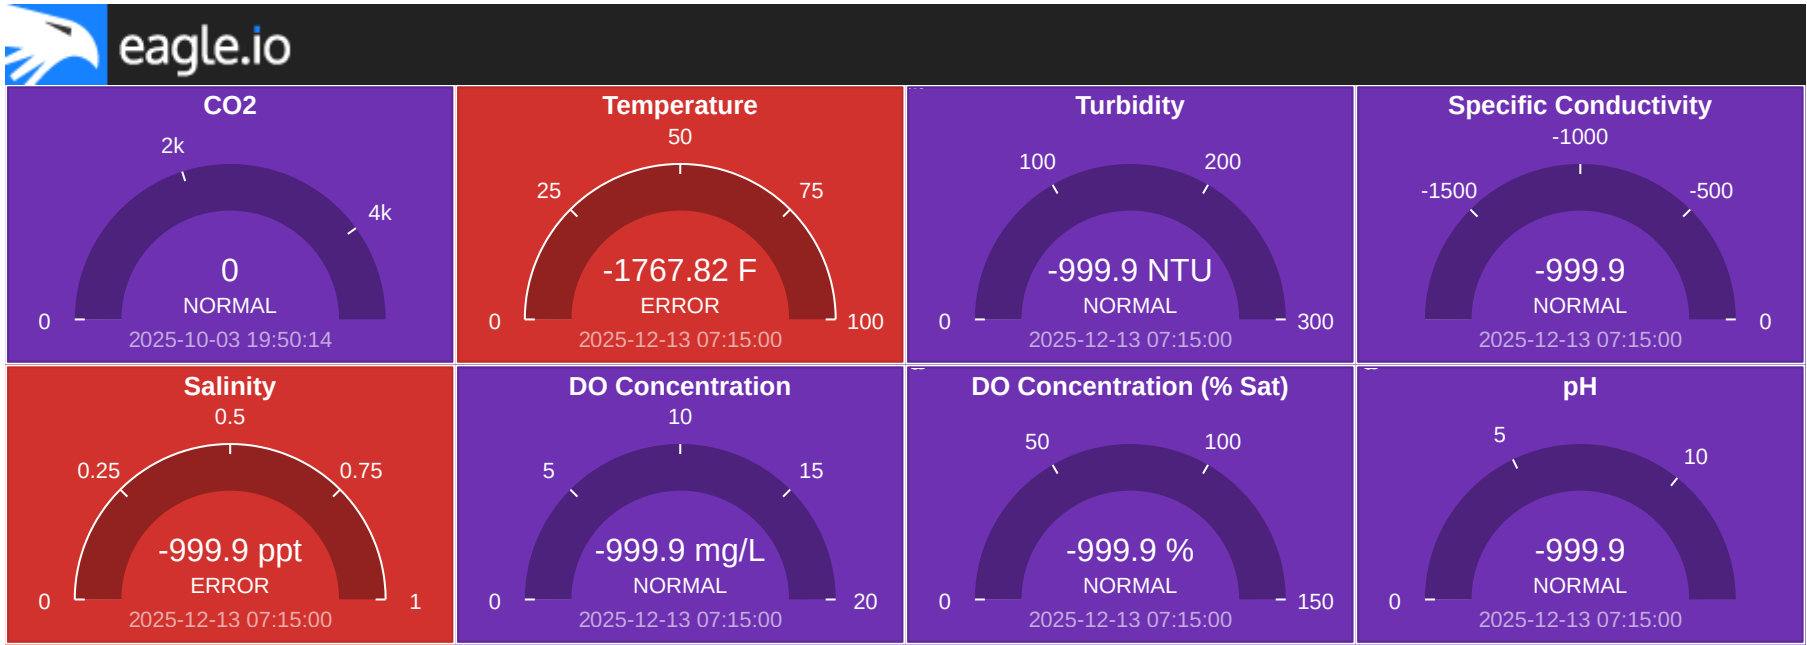 eagle.io
CO2
2k
4k
0
NORMAL
0
2025-10-03 19:50:14
Temperature
50
25
75
-1767.82 F
ERROR
0
100
2025-12-13 07:15:00
Turbidity
100
200
-999.9 NTU
NORMAL
0
300
2025-12-13 07:15:00
Specific Conductivity
-1000
-1500
-500
-999.9
NORMAL
0
2025-12-13 07:15:00
Salinity
0.5
0.25
0.75
-999.9 ppt
ERROR
0
1
2025-12-13 07:15:00
DO Concentration
10
5
15
-999.9 mg/L
NORMAL
0
20
2025-12-13 07:15:00
DO Concentration (% Sat)
50
100
-999.9 %
NORMAL
0
150
2025-12-13 07:15:00
pH
5
10
-999.9
NORMAL
0
2025-12-13 07:15:00